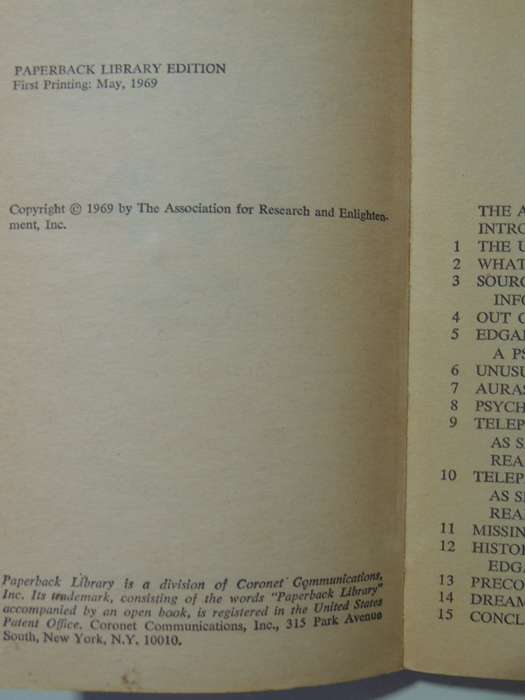 PAPERBACK LIBRARY EDITION
First Printing: May, 1969
Copyright © 1969 by The Association for Research and Enlighten-
ment, Inc.
Paperback Library is a division of Coronet Communications,
Inc. Its trademark, consisting of the words "Paperback Library"
accompanied by an open book, is registered in the United States
Patent Office. Coronet Communications, Inc., 315 Park Avenue
South, New York, N.Y. 10010.
THE A
INTRO
1 THE U
2 WHAT
3 SOURC
INFO
4 OUT O
5 EDGA
A PS
6 UNUSU
7 AURAS
8 PSYCH
9 TELEP
AS S
REA
10 TELEP
AS SE
REA
11 MISSIN
12 HISTOR
EDGA
13 PRECO
14 DREAM
15 CONCL